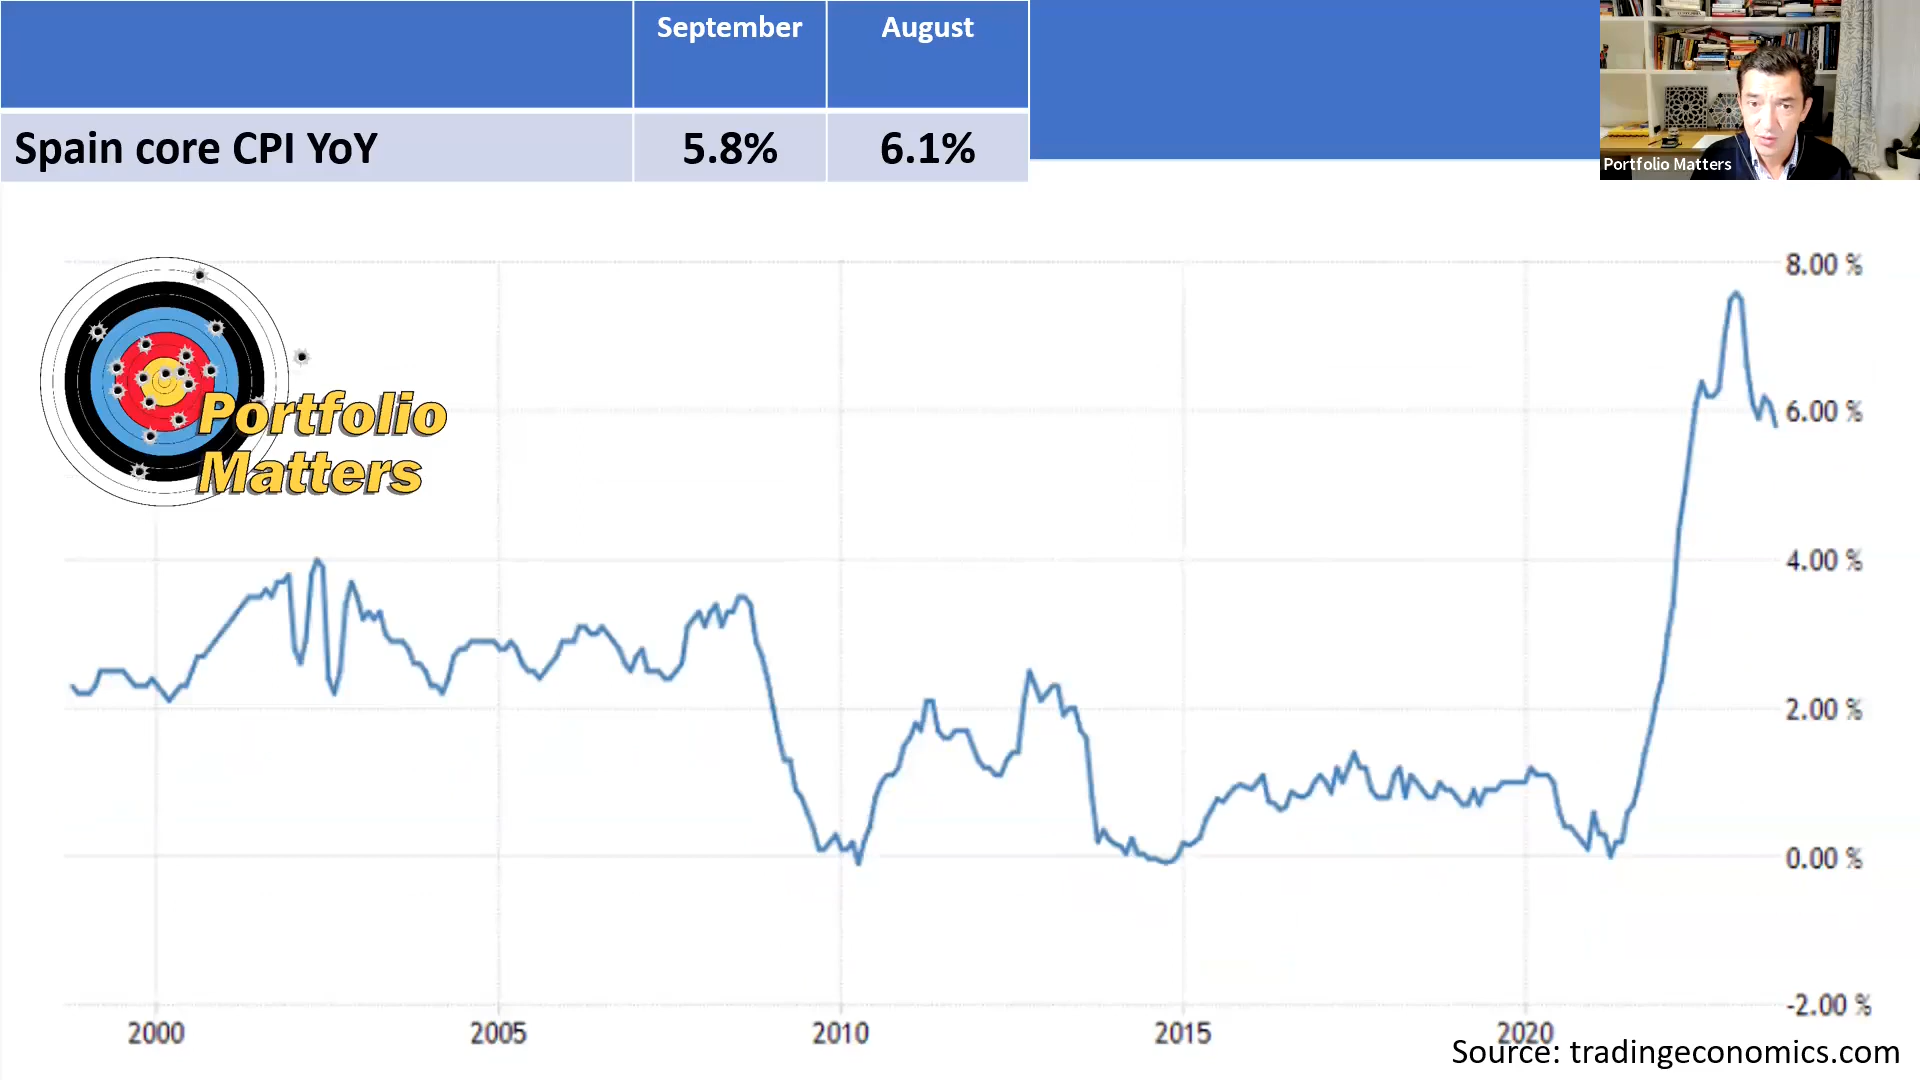 September
August
Spain core CPI YoY
5.8%
6.1%
Portfolio Matters
Portfolio
Matters
8.00 %
6.00 %
4.00 %
2.00 %
0.00 %
-2.00 %
2000
2005
2010
2015
2020
Source: tradingeconomics.com